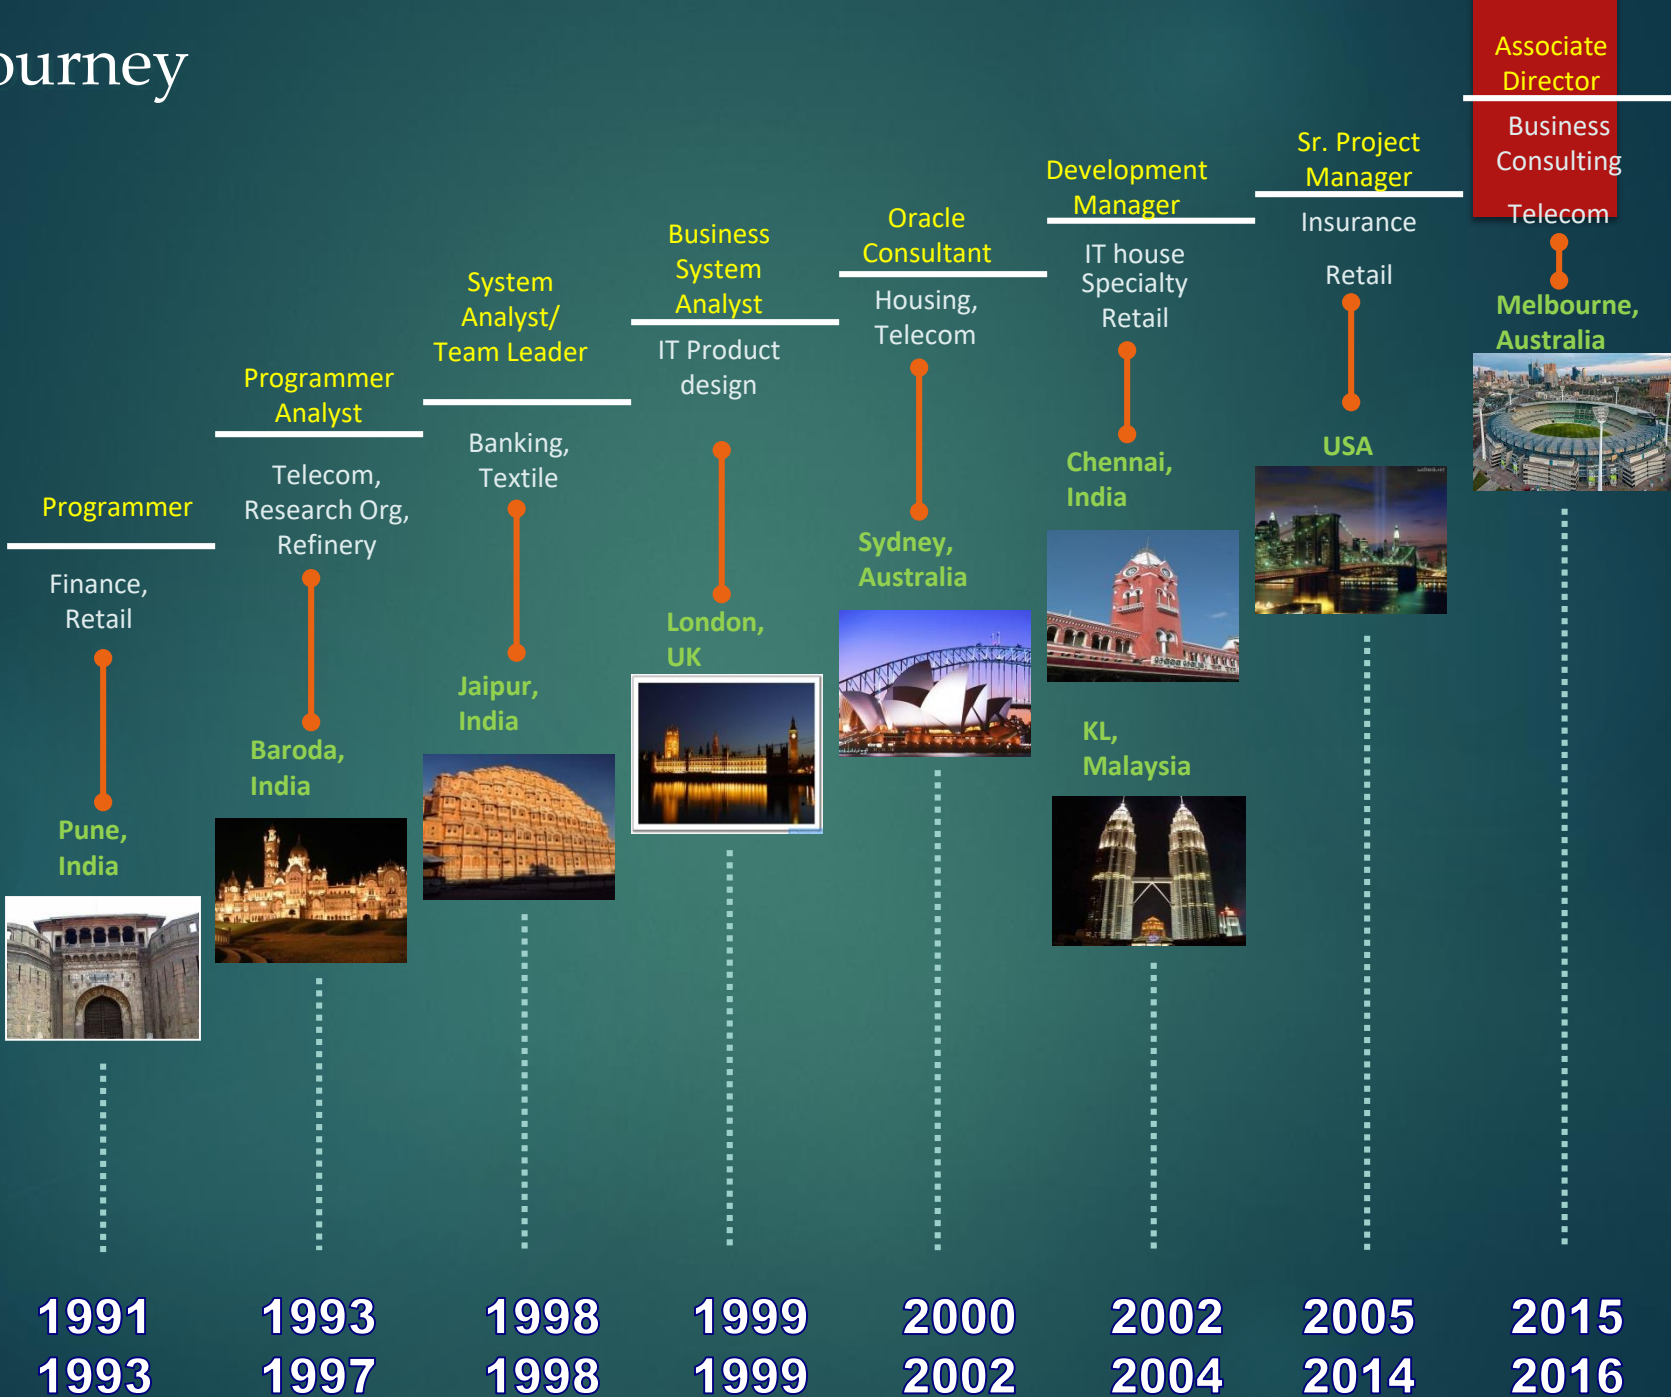 ourney
Programmer
Finance,
Retail
Pune,
India
Programmer
Analyst
Telecom,
Research Org,
Refinery
Baroda,
India
System
Analyst/
Team Leader
Banking,
Textile
Jaipur,
India
Business
System
Analyst
IT Product
design
London,
UK
Oracle
Consultant
Housing,
Telecom
Sydney,
Australia
Development
Manager
IT house
Specialty
Retail
Chennai,
India
KL,
Malaysia
Sr. Project
Manager
Insurance
Retail
USA
Associate
Director
Business
Consulting
Telecom
Melbourne,
Australia
1991 1993 1998 1999 2000 2002 2005 2015
1993 1997 1998 1999 2002 2004 2014 2016